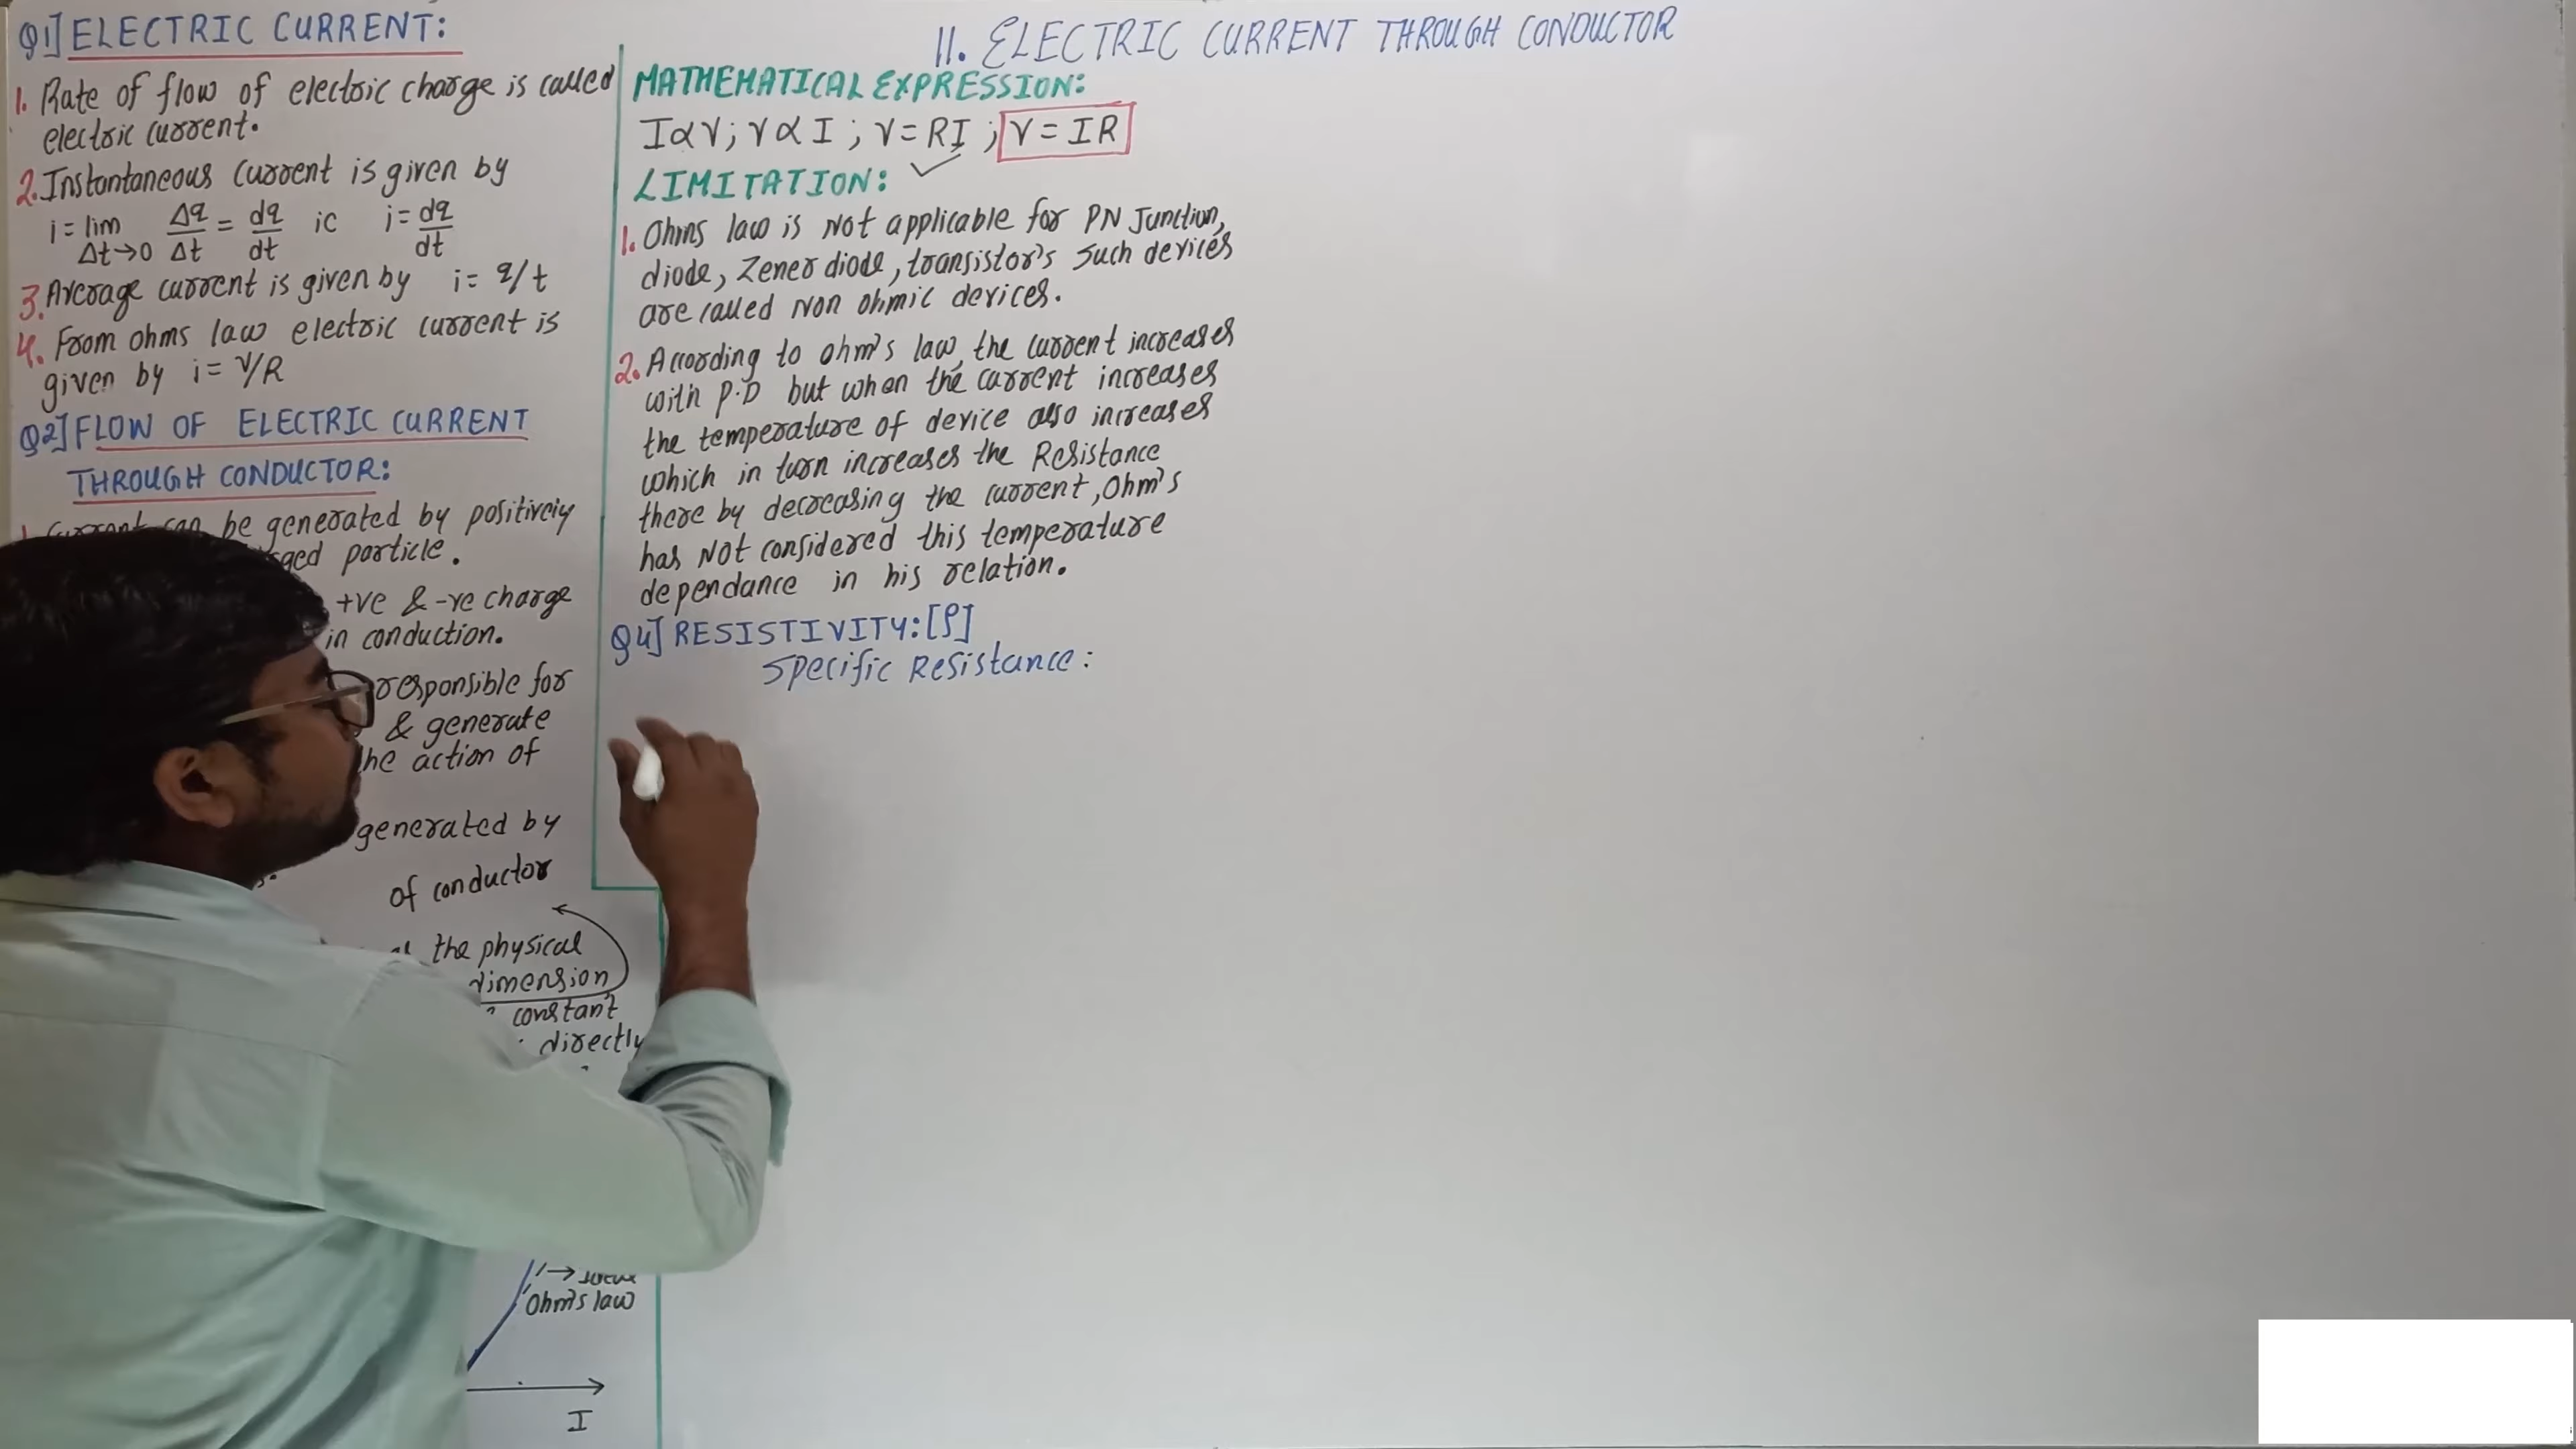 11. ELECTRIC CURRENT THROUGH CONDUCTOR
Q1] ELECTRIC CURRENT:
1. Rate of flow of electric charge is called
electric current.
2. Instantaneous current is given by
i = lim Δq/Δt = dq/dt ie i = dq/dt
Δt→0
3. Average current is given by i = q/t
4. From ohms law electric current is
given by i = V/R
Q2] FLOW OF ELECTRIC CURRENT
THROUGH CONDUCTOR:
1. Current can be generated by positively
particle.
+ve & -ve charge
in conduction.
responsible for
& generate
the action of
generated by
of conductor
the physical
dimension
constant
directly
Ohm's law
I
MATHEMATICAL EXPRESSION:
I∝V; V∝I; V=RI; V=IR
LIMITATION:
1. Ohms law is Not applicable for PN Junction,
diode, Zener diode, transistor's such devices
are called Non ohmic devices.
2. According to ohm's law, the current increases
with P.D but when the current increases
the temperature of device also increases
which in turn increases the Resistance
there by decreasing the current, Ohm's
has Not considered this temperature
dependance in his relation.
Q4] RESISTIVITY:[ρ]
Specific Resistance: